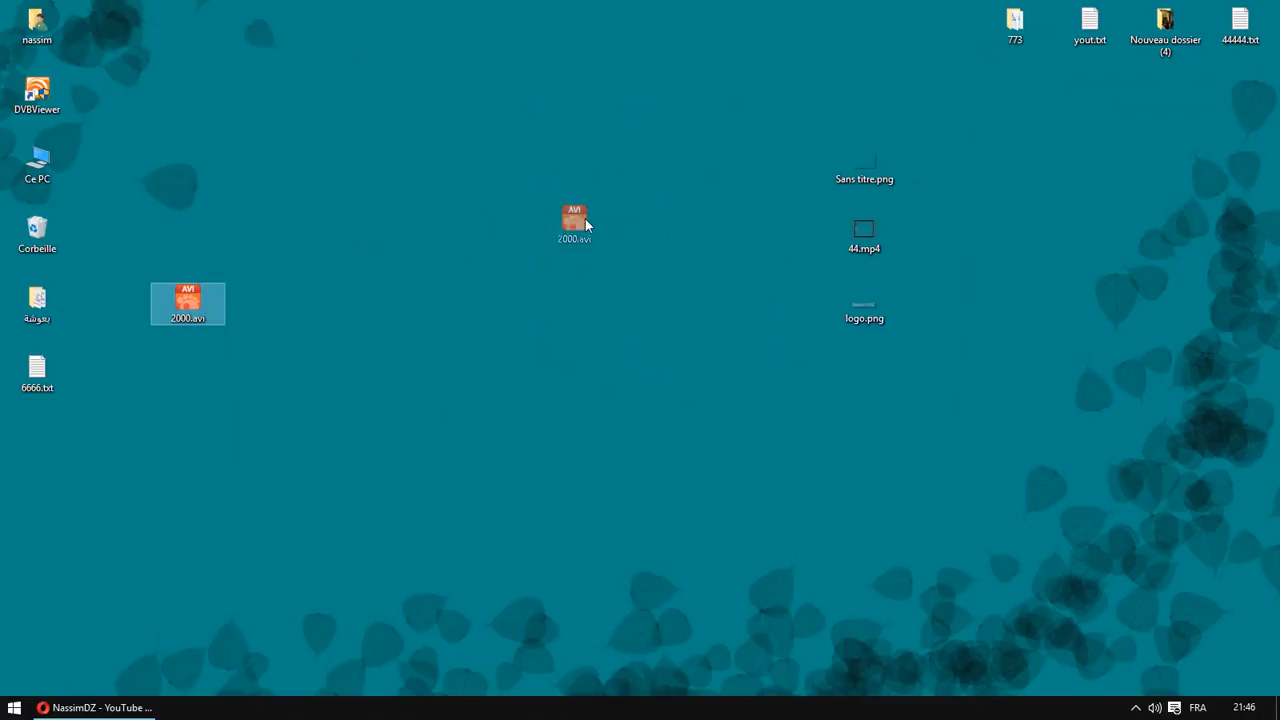 nassim
DVBViewer
Ce PC
Corbeille
بعوشة
6666.txt
AVI
2000.avi
AVI
2000.avi
Sans titre.png
44.mp4
logo.png
773
yout.txt
Nouveau dossier
(4)
44444.txt
NassimDZ - YouTube ...
FRA
21:46